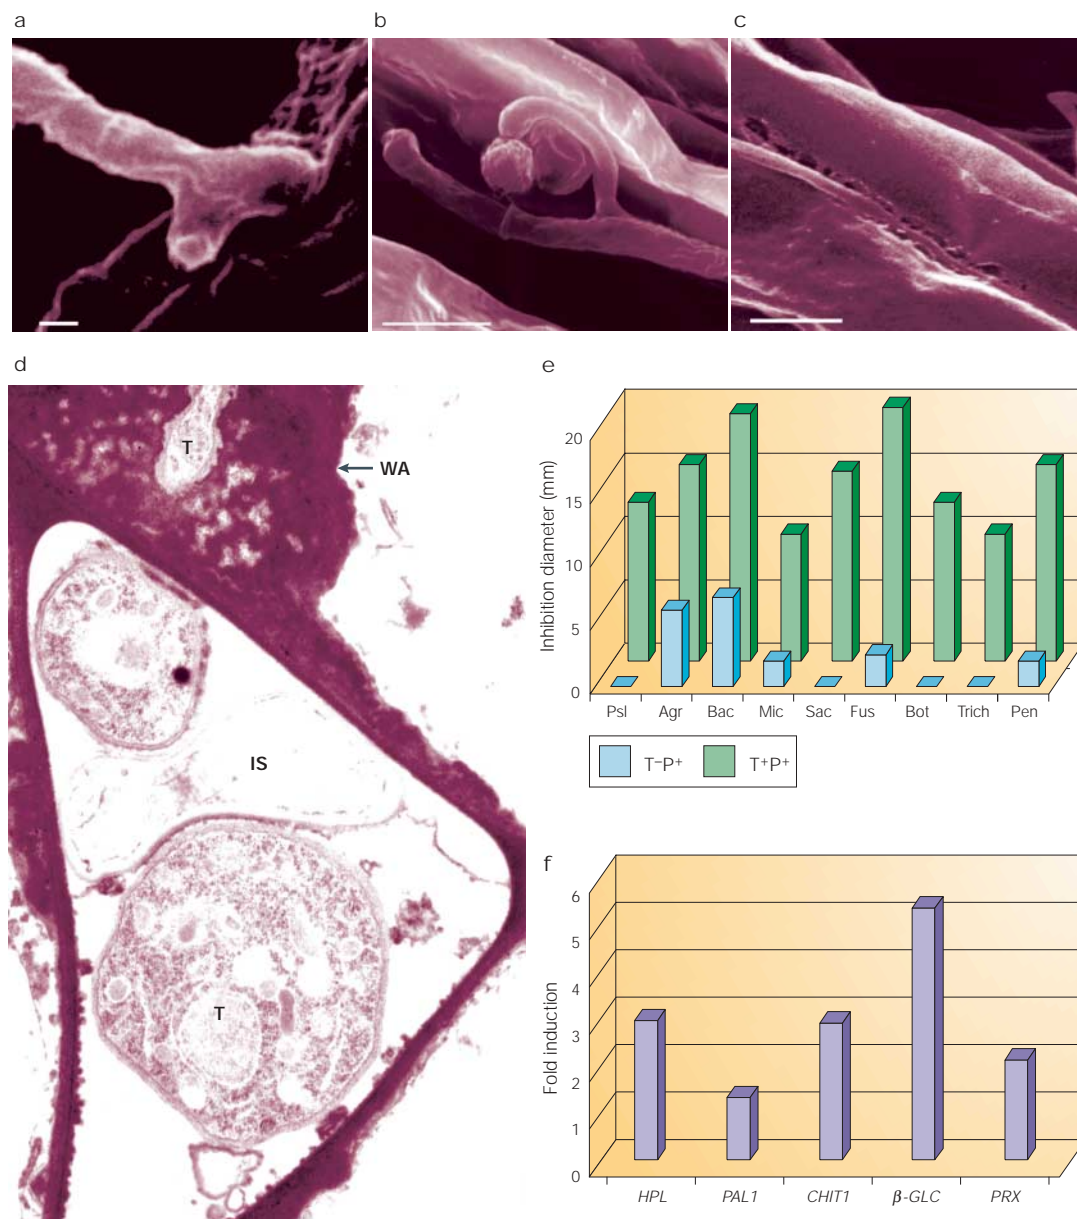 a
b
c
d
T
WA
IS
T
e
Inhibition diameter (mm)
20
15
10
5
0
Psl Agr Bac Mic Sac Fus Bot Trich Pen
T–P+ T+P+
f
Fold induction
6
5
4
3
2
1
0
HPL PAL1 CHIT1 β-GLC PRX